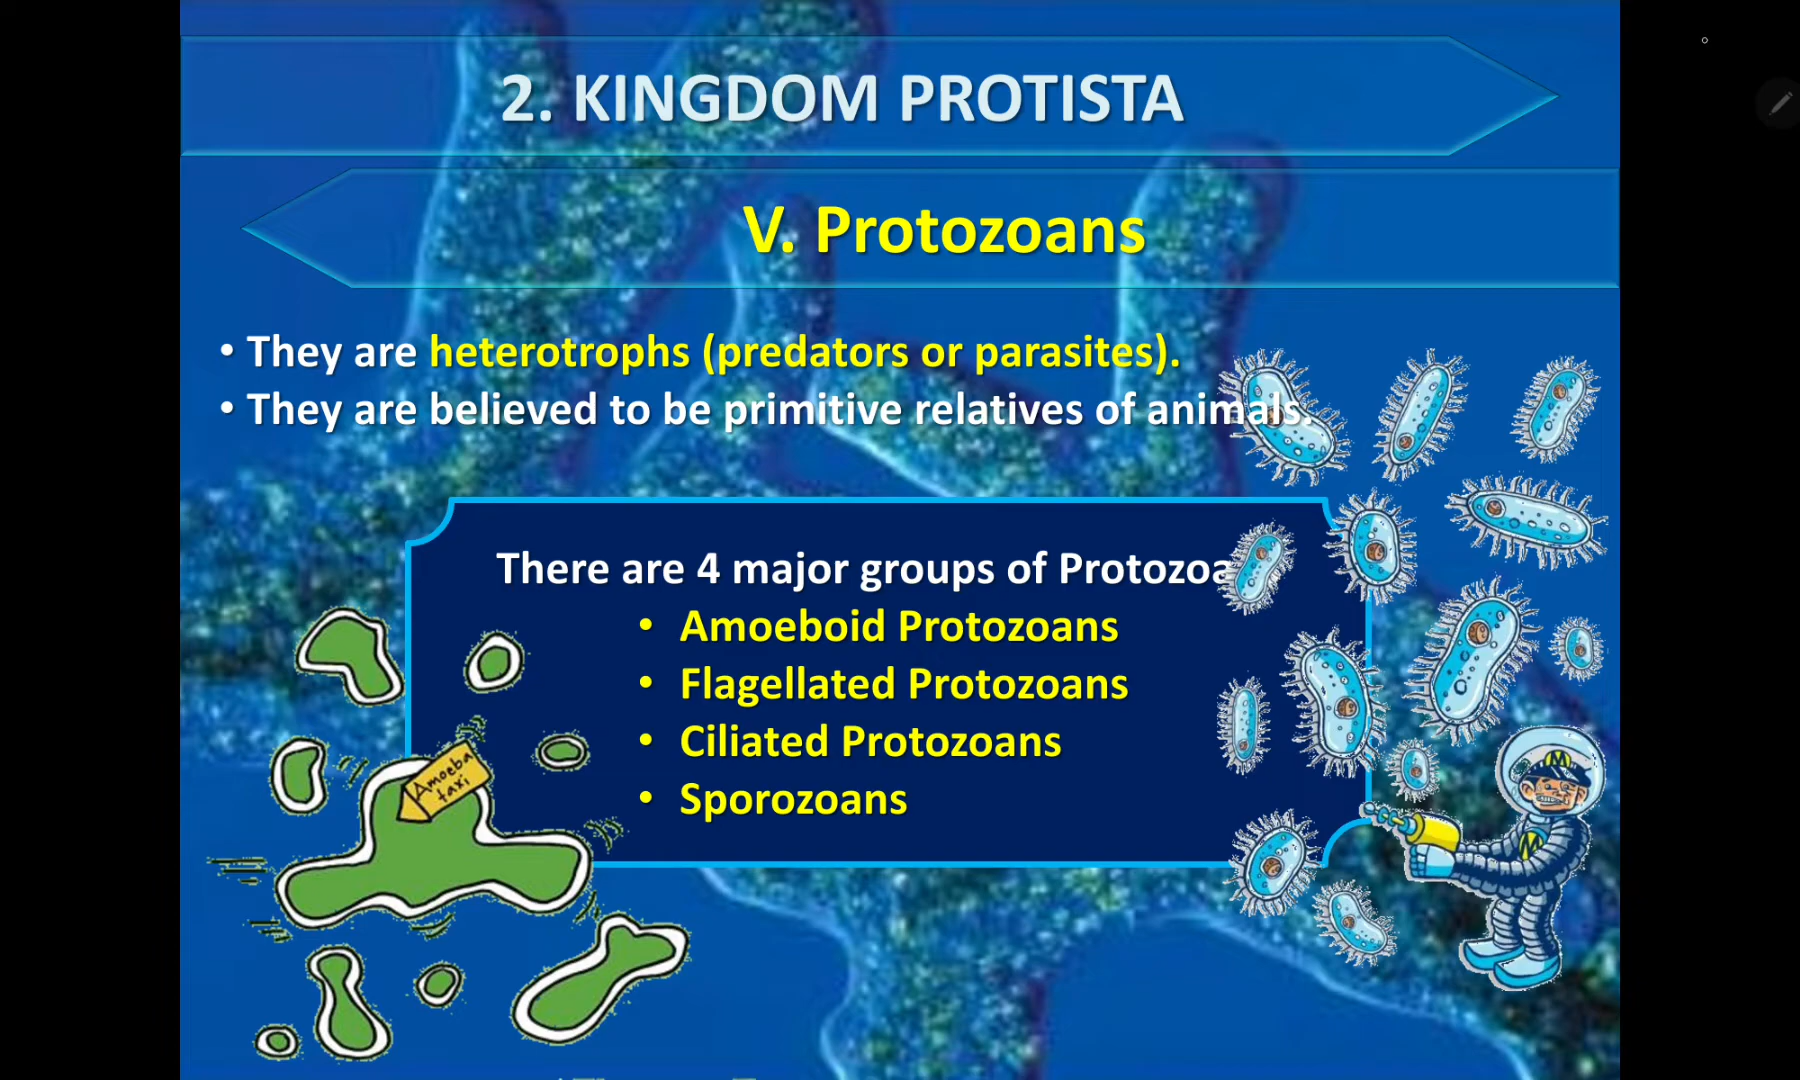 2. KINGDOM PROTISTA
V. Protozoans
• They are heterotrophs (predators or parasites).
• They are believed to be primitive relatives of animals.
There are 4 major groups of Protozoa
• Amoeboid Protozoans
• Flagellated Protozoans
• Ciliated Protozoans
• Sporozoans
Amoeba
taxi
M
M